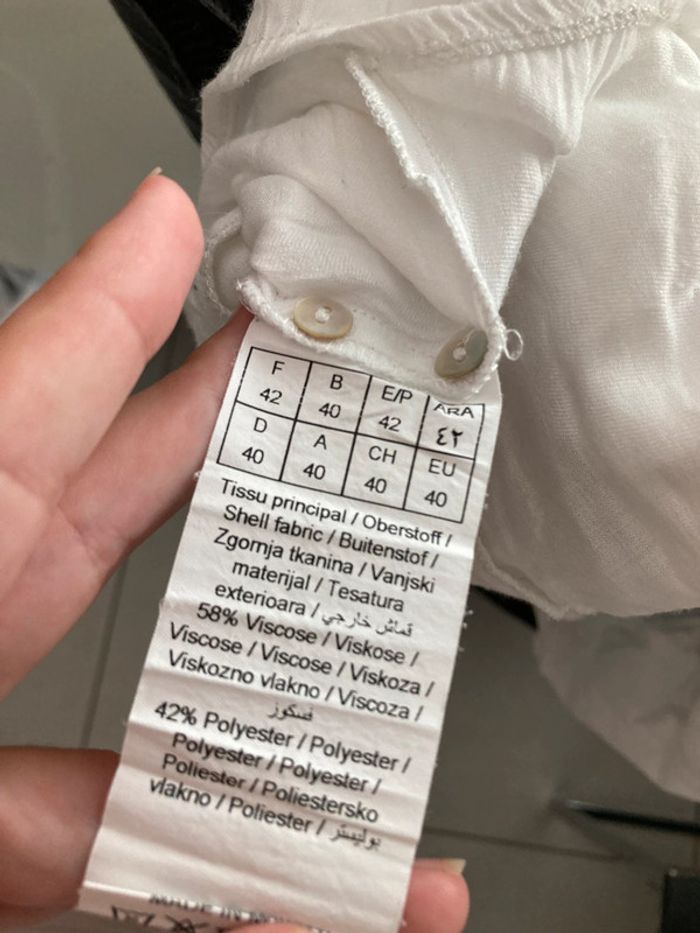 F B E/P ARA
42 40 42 ٤٢
D A CH EU
40 40 40 40
Tissu principal / Oberstoff /
Shell fabric / Buitenstof /
Zgornja tkanina / Vanjski
materijal / Tesatura
exterioara / قماش خارجي
58% Viscose / Viskose /
Viscose / Viscose / Viskoza /
Viskozno vlakno / Viscoza /
فسكوز
42% Polyester / Polyester /
Polyester / Polyester /
Poliester / Poliestersko
vlakno / Poliester / بوليستر
MADE IN